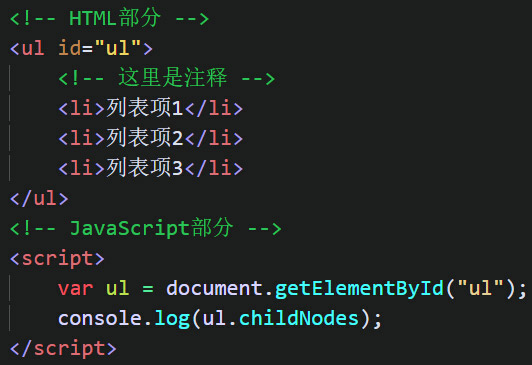 <!-- HTML部分 -->
<ul id="ul">
    <!-- 这里是注释 -->
    <li>列表项1</li>
    <li>列表项2</li>
    <li>列表项3</li>
</ul>
<!-- JavaScript部分 -->
<script>
    var ul = document.getElementById("ul");
    console.log(ul.childNodes);
</script>